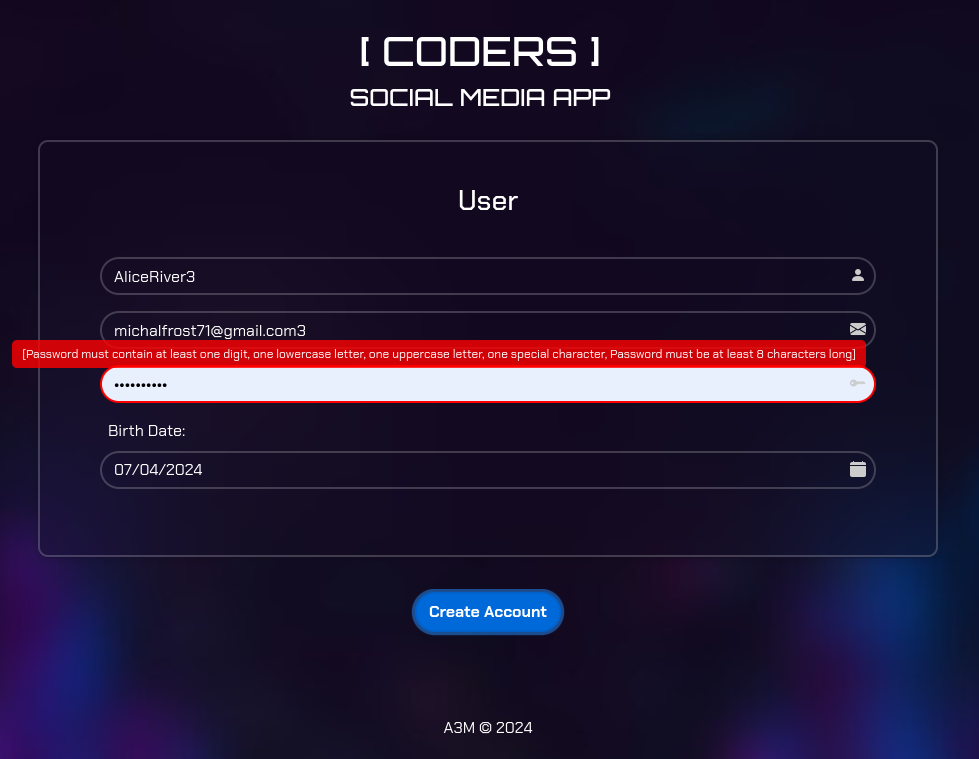 [ CODERS ]
SOCIAL MEDIA APP
User
AliceRiver3
michalfrost71@gmail.com3
[Password must contain at least one digit, one lowercase letter, one uppercase letter, one special character, Password must be at least 8 characters long]
••••••••••
Birth Date:
07/04/2024
Create Account
A3M © 2024